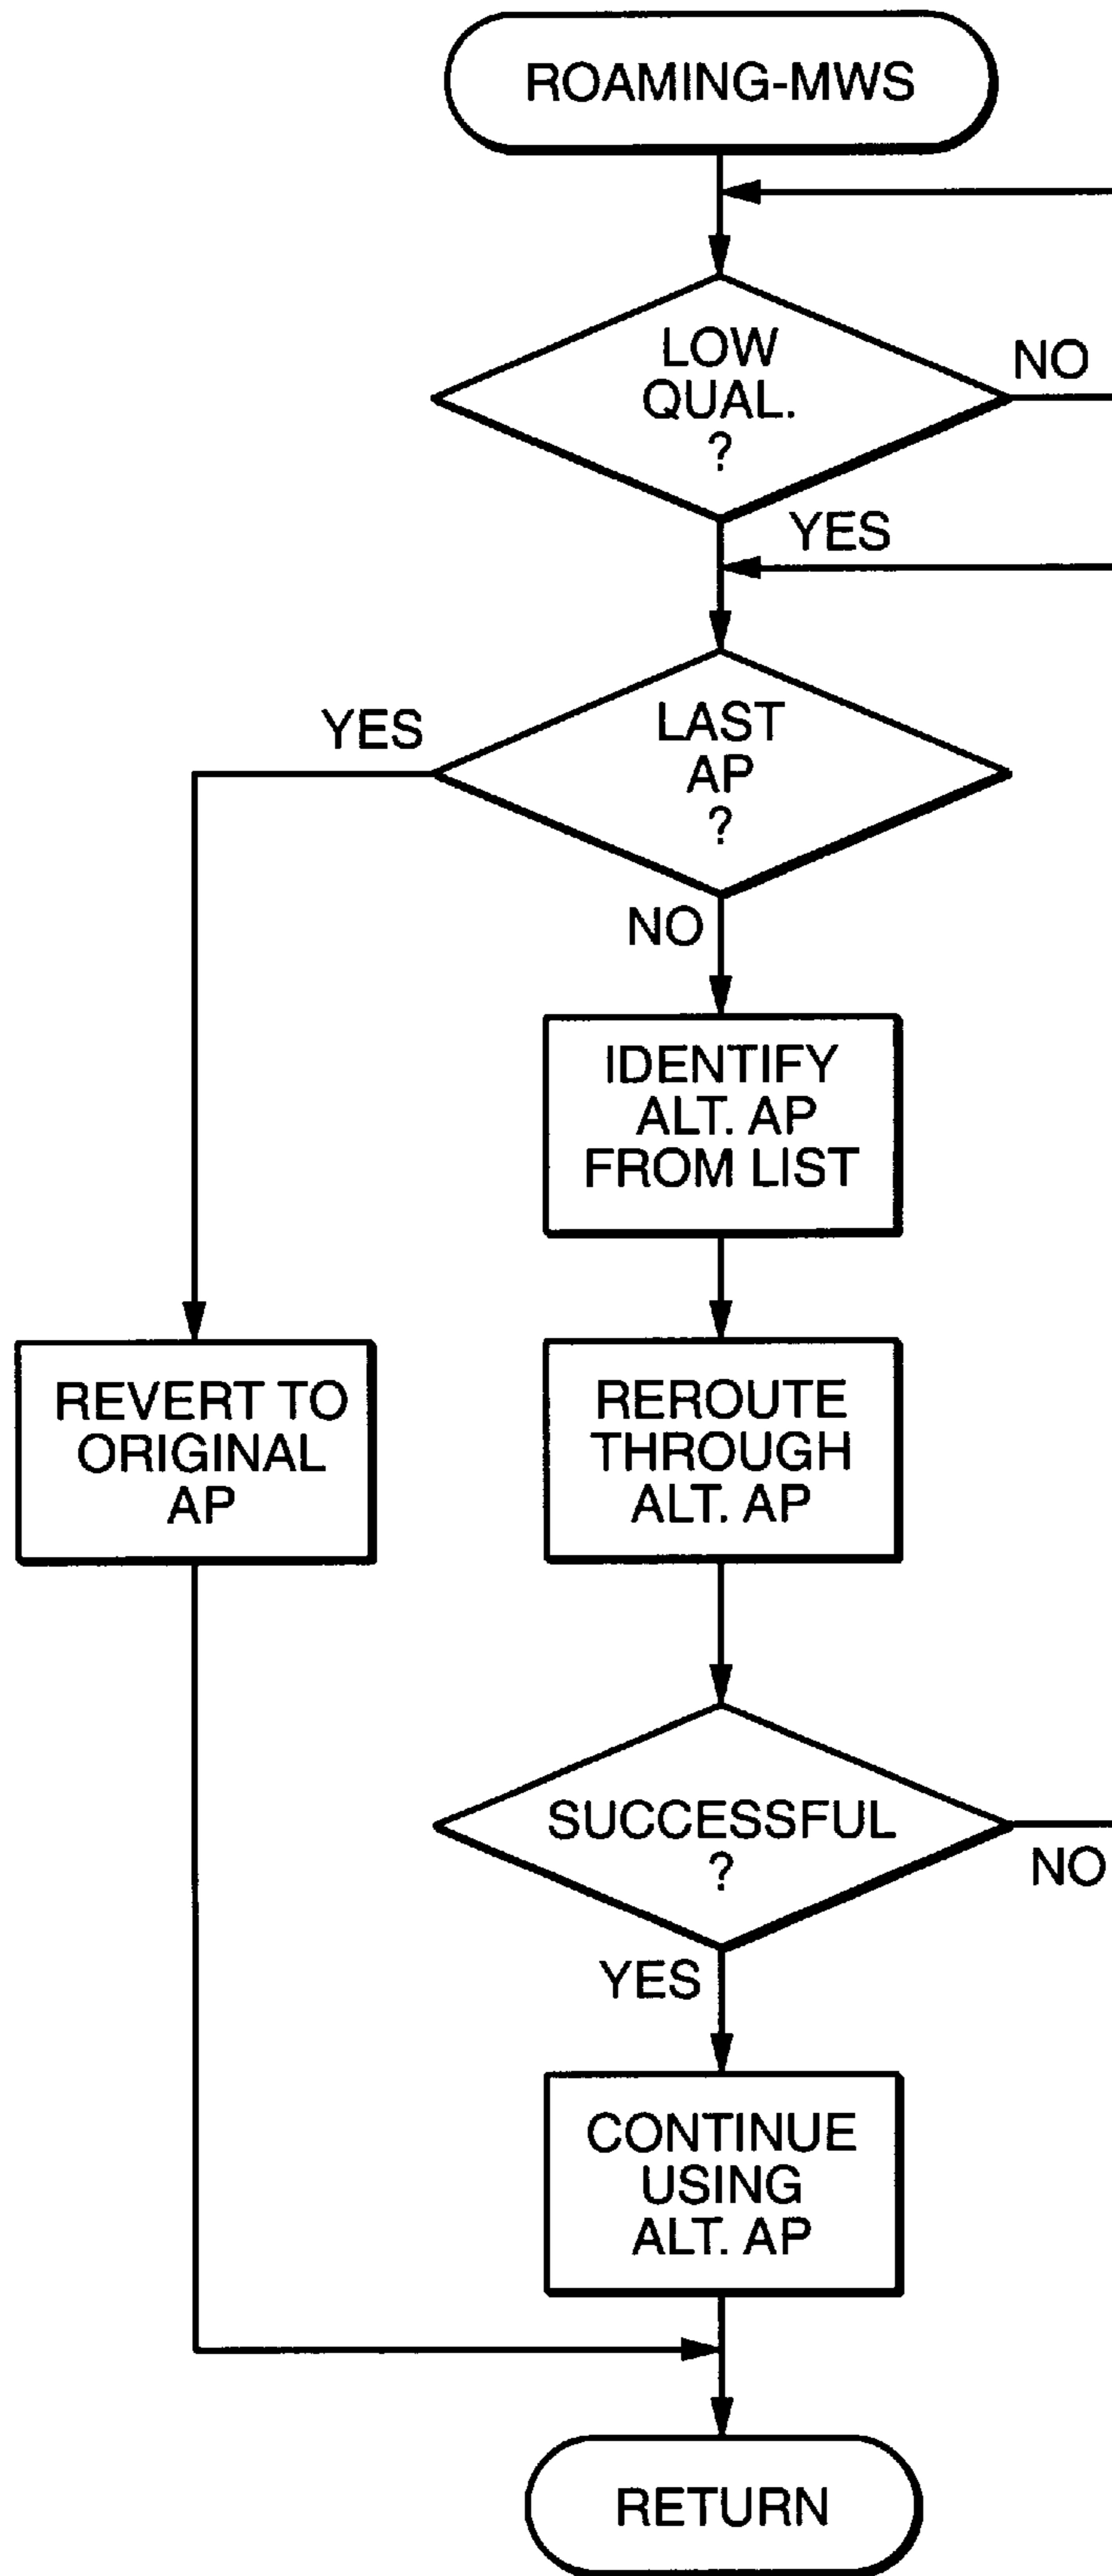 ROAMING-MWS
LOW
QUAL.
?
NO
YES
LAST
AP
?
YES
NO
IDENTIFY
ALT. AP
FROM LIST
REVERT TO
ORIGINAL
AP
REROUTE
THROUGH
ALT. AP
SUCCESSFUL
?
NO
YES
CONTINUE
USING
ALT. AP
RETURN